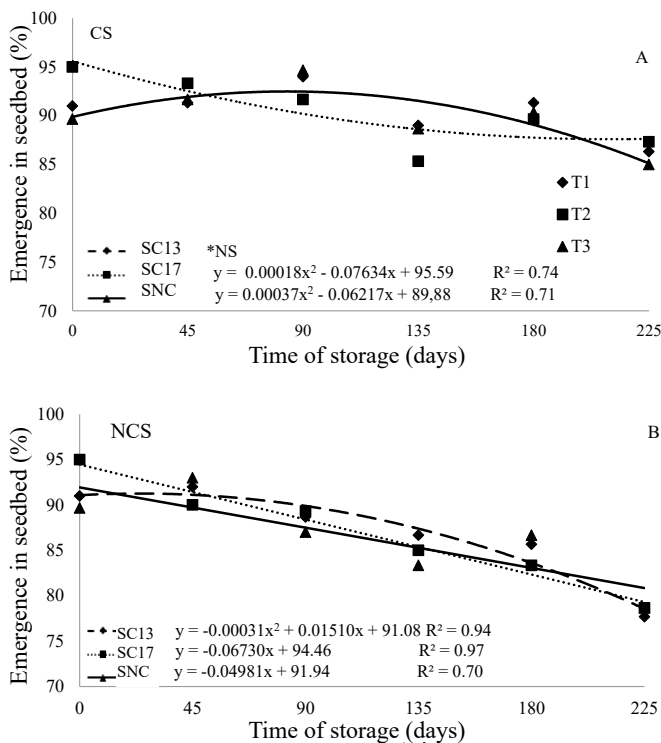 CS
A
Emergence in seedbed (%)
100
95
90
85
80
75
70
T1
T2
T3
SC13 *NS
SC17 y = 0.00018x² - 0.07634x + 95.59 R² = 0.74
SNC y = 0.00037x² - 0.06217x + 89,88 R² = 0.71
0 45 90 135 180 225
Time of storage (days)
NCS
B
Emergence in seedbed (%)
100
95
90
85
80
75
70
SC13 y = -0.00031x² + 0.01510x + 91.08 R² = 0.94
SC17 y = -0.06730x + 94.46 R² = 0.97
SNC y = -0.04981x + 91.94 R² = 0.70
0 45 90 135 180 225
Time of storage (days)